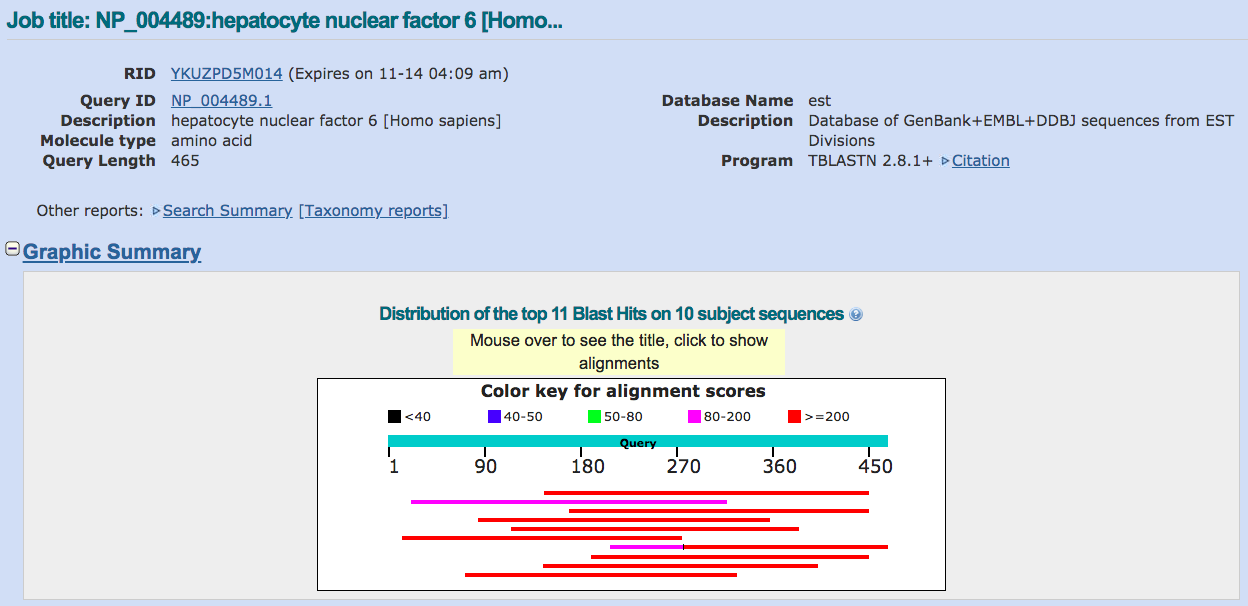 Job title: NP_004489:hepatocyte nuclear factor 6 [Homo...
RID YKUZPD5M014 (Expires on 11-14 04:09 am)
Query ID NP_004489.1
Description hepatocyte nuclear factor 6 [Homo sapiens]
Molecule type amino acid
Query Length 465
Database Name est
Description Database of GenBank+EMBL+DDBJ sequences from EST
Divisions
Program TBLASTN 2.8.1+ Citation
Other reports: Search Summary [Taxonomy reports]
Graphic Summary
Distribution of the top 11 Blast Hits on 10 subject sequences
Mouse over to see the title, click to show
alignments
Color key for alignment scores
<40 40-50 50-80 80-200 >=200
Query
1 90 180 270 360 450